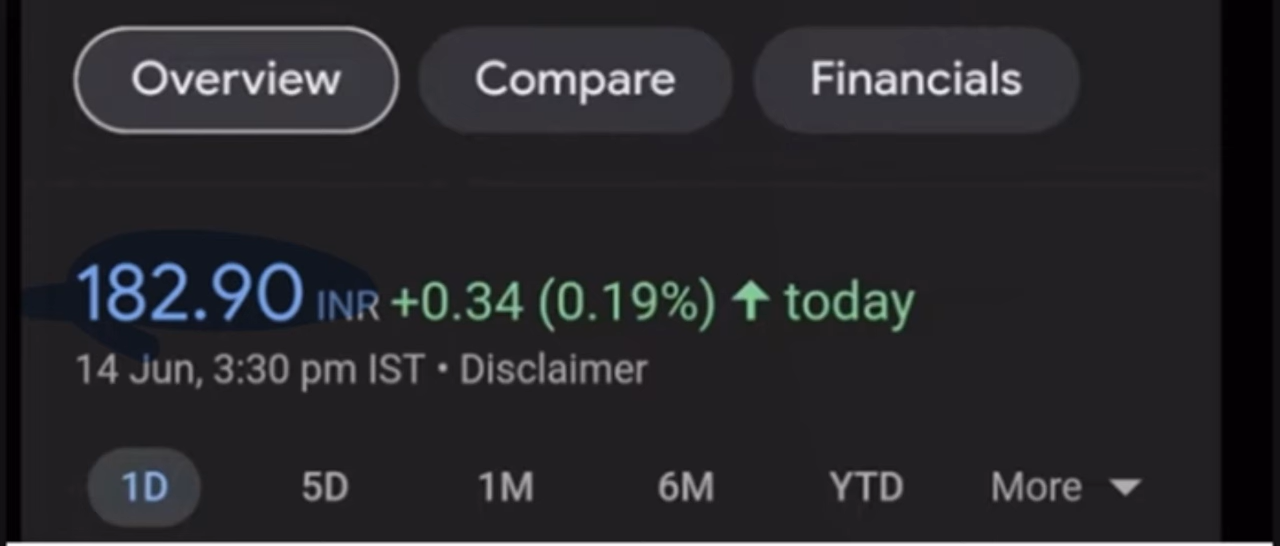 Overview Compare Financials
182.90 INR +0.34 (0.19%) ↑ today
14 Jun, 3:30 pm IST • Disclaimer
1D 5D 1M 6M YTD More